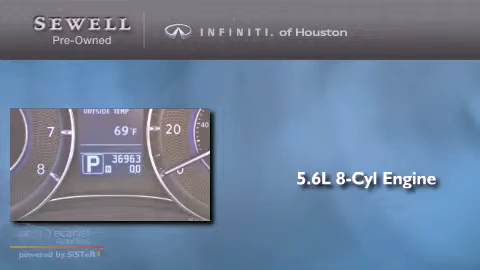 SEWELL
Pre-Owned
INFINITI. of Houston
OUTSIDE TEMP
69°F
7
20
40
P
36963
8
0.0
0
5.6L 8-Cyl Engine
powered by:SiSTeR